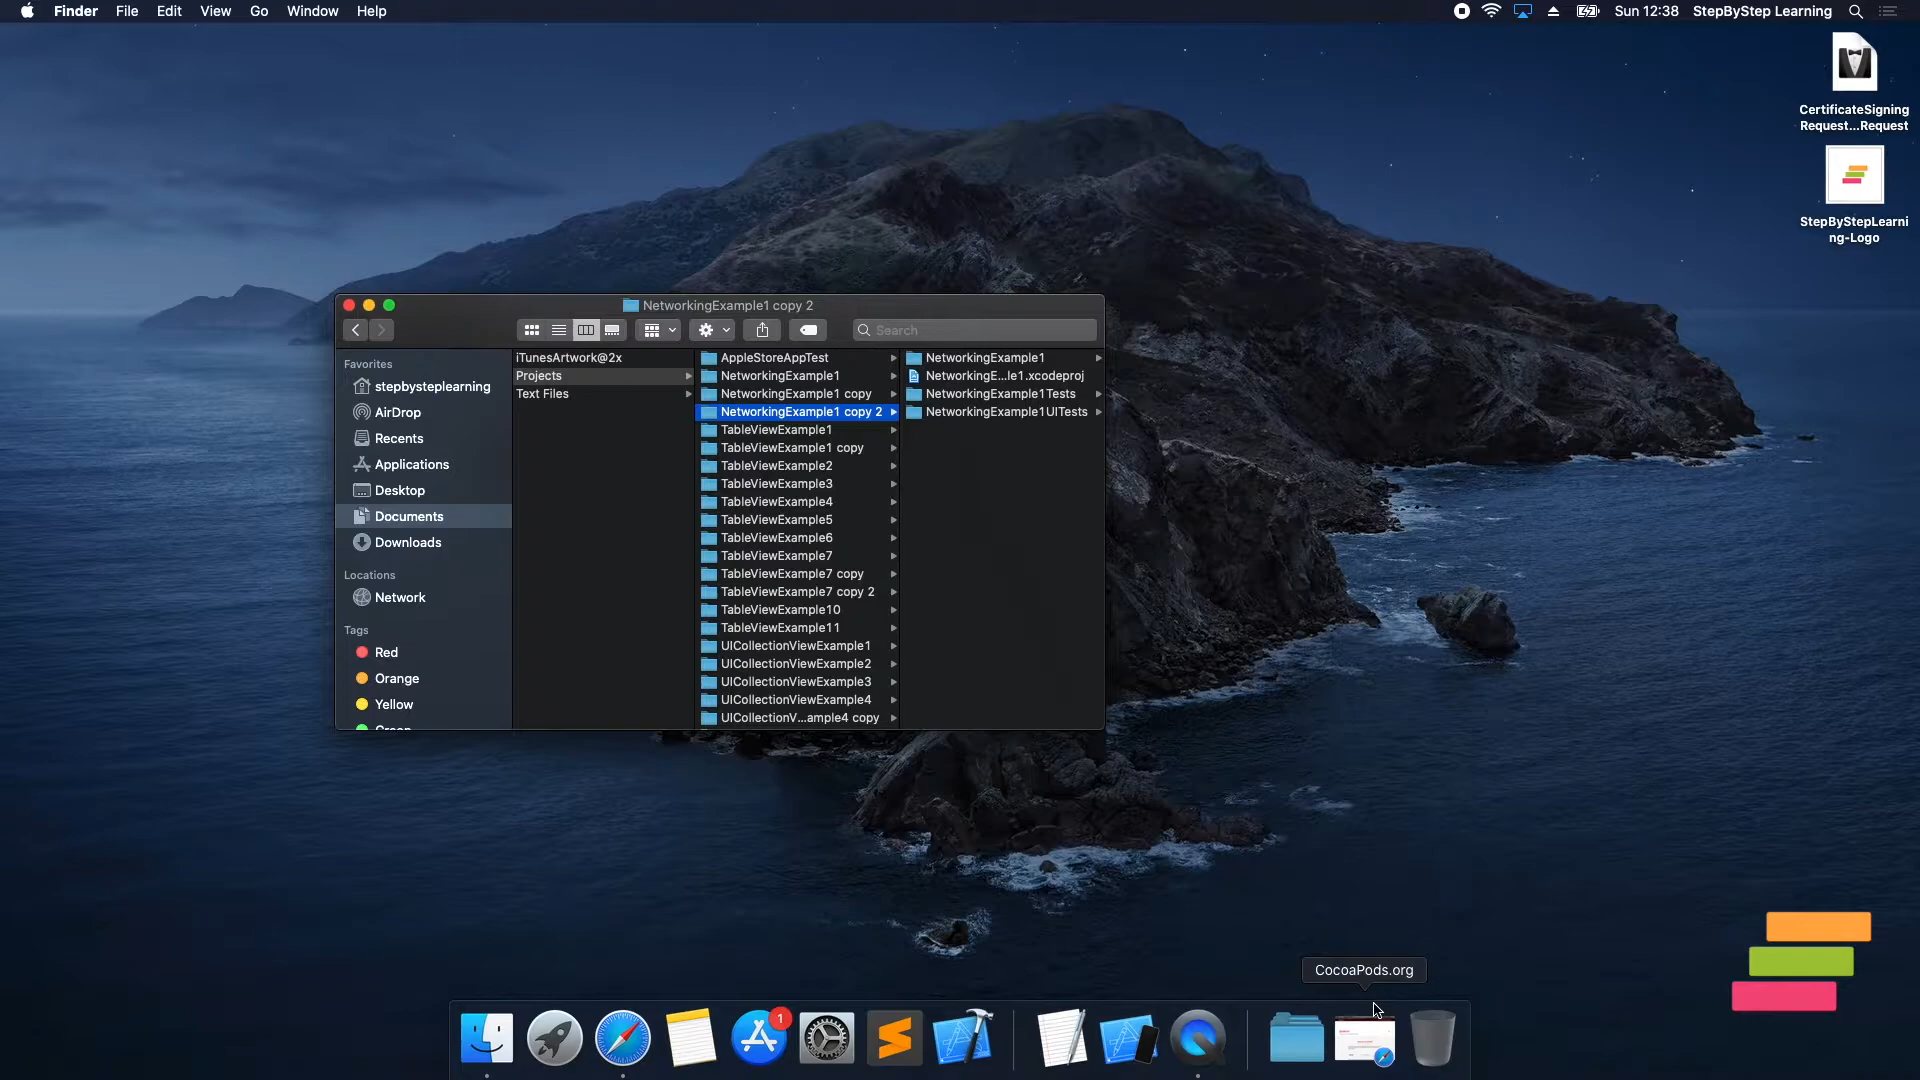 Finder File Edit View Go Window Help Sun 12:38 StepByStep Learning
CertificateSigning
Request...Request
StepByStepLearni
ng-Logo
NetworkingExample1 copy 2
Search
Favorites
stepbysteplearning
AirDrop
Recents
Applications
Desktop
Documents
Downloads
Locations
Network
Tags
Red
Orange
Yellow
Green
iTunesArtwork@2x
Projects
Text Files
AppleStoreAppTest
NetworkingExample1
NetworkingExample1 copy
NetworkingExample1 copy 2
TableViewExample1
TableViewExample1 copy
TableViewExample2
TableViewExample3
TableViewExample4
TableViewExample5
TableViewExample6
TableViewExample7
TableViewExample7 copy
TableViewExample7 copy 2
TableViewExample10
TableViewExample11
UICollectionViewExample1
UICollectionViewExample2
UICollectionViewExample3
UICollectionViewExample4
UICollectionV...ample4 copy
NetworkingExample1
NetworkingE...le1.xcodeproj
NetworkingExample1Tests
NetworkingExample1UITests
CocoaPods.org
1